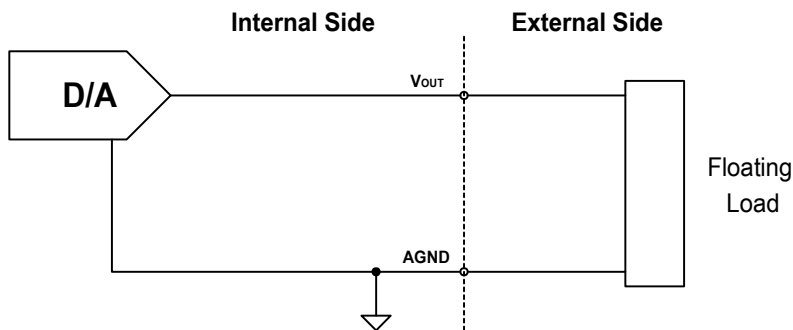 Internal Side
External Side
D/A
VOUT
Floating
Load
AGND